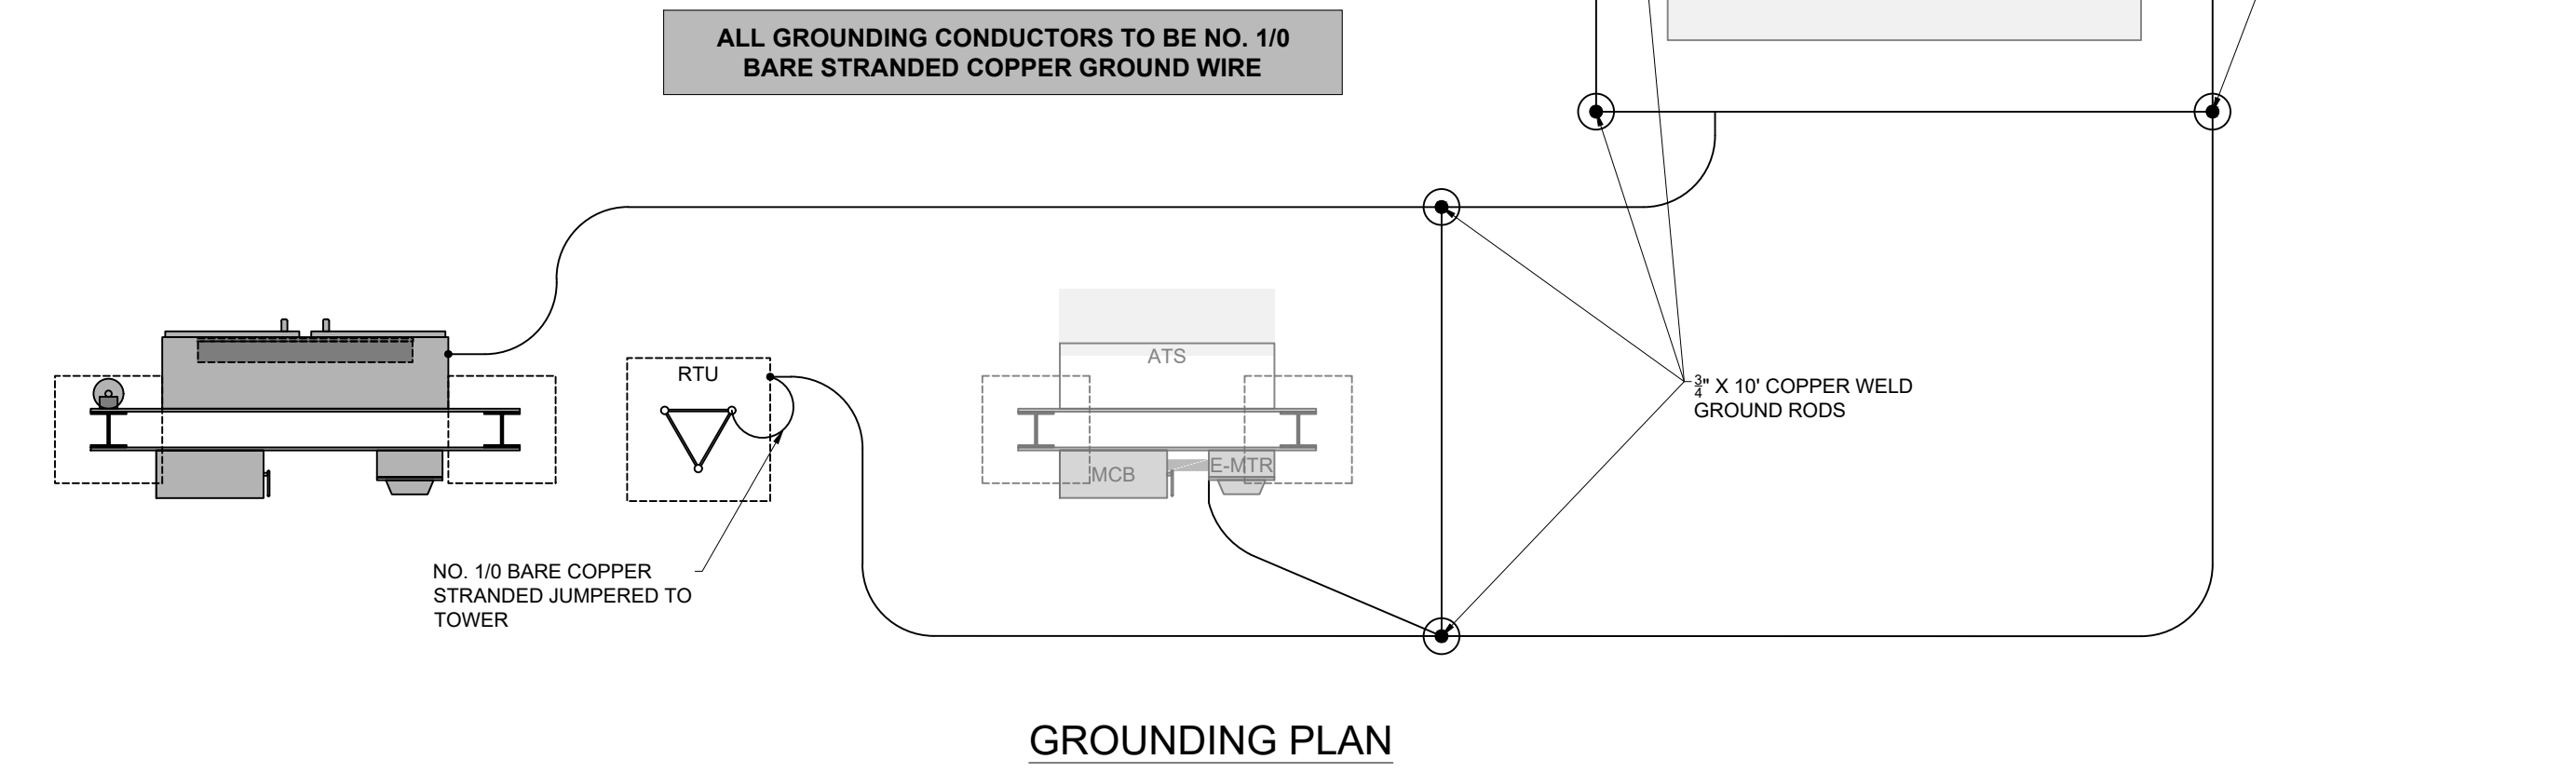 ALL GROUNDING CONDUCTORS TO BE NO. 1/0
BARE STRANDED COPPER GROUND WIRE
ATS
RTU
3/4" X 10' COPPER WELD
GROUND RODS
MCB
E-MTR
NO. 1/0 BARE COPPER
STRANDED JUMPERED TO
TOWER
GROUNDING PLAN